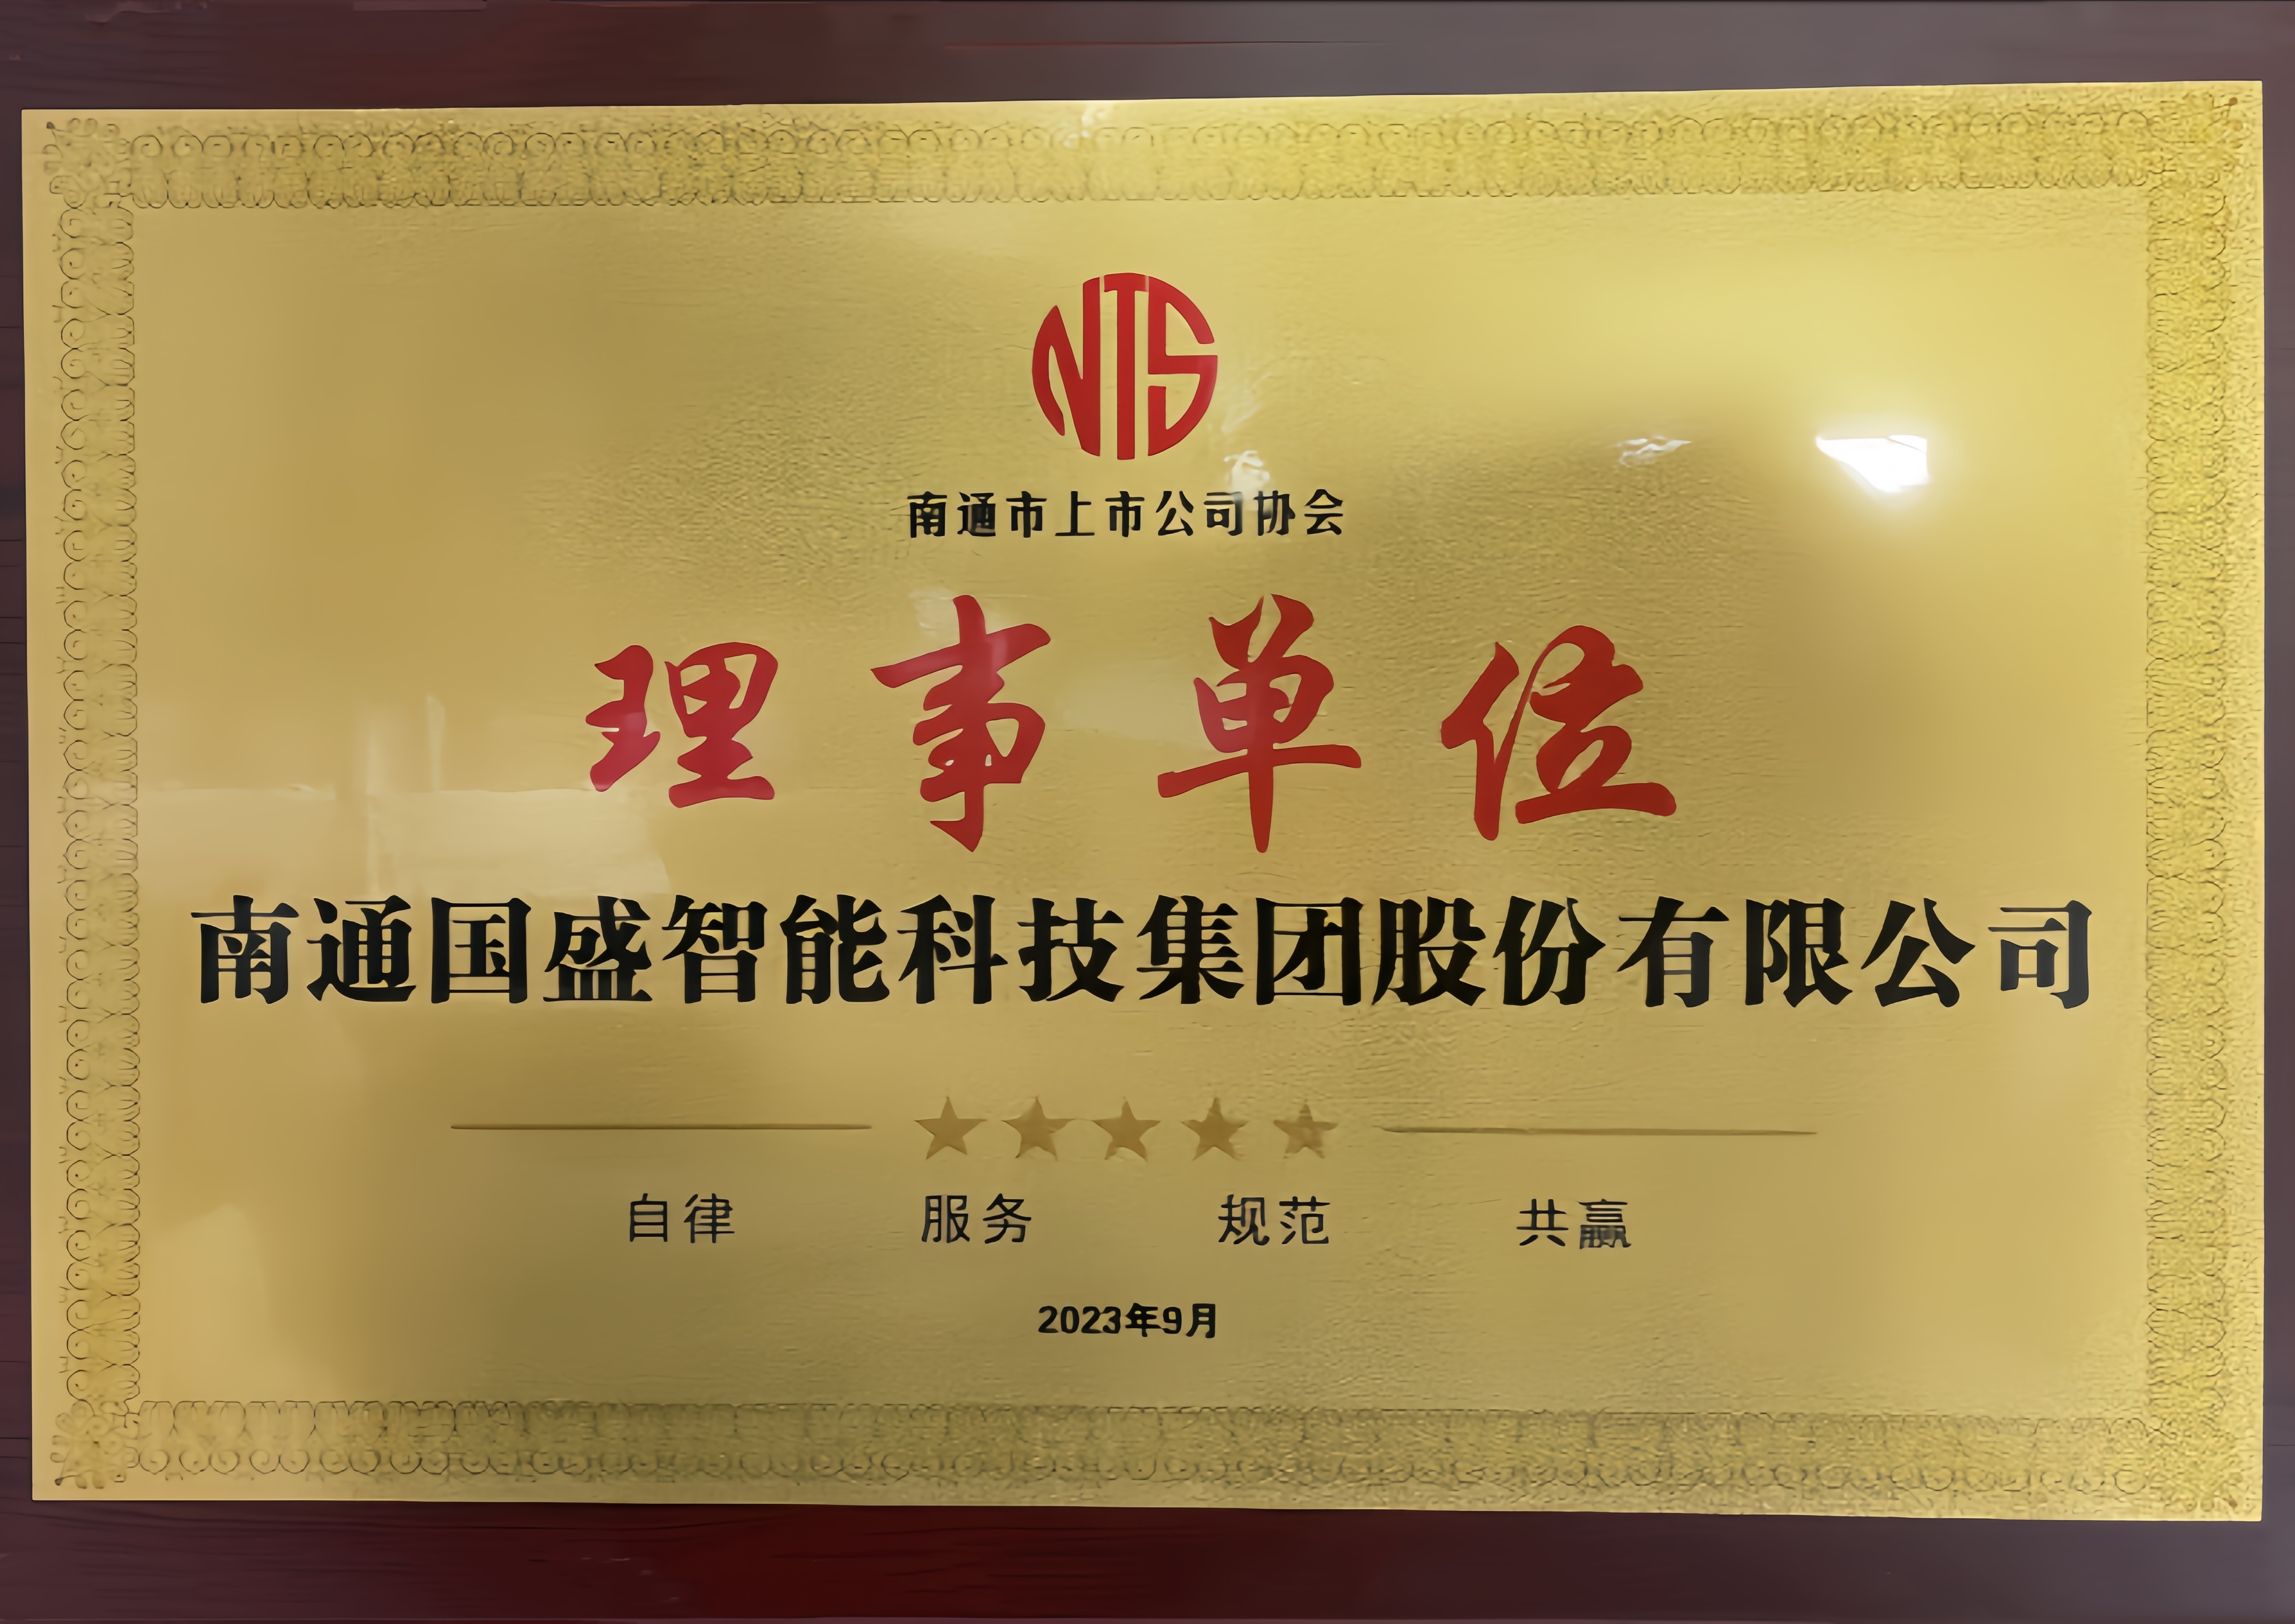 NTS
南通市上市公司协会
理事单位
南通国盛智能科技集团股份有限公司
自律 服务 规范 共赢
2023年9月